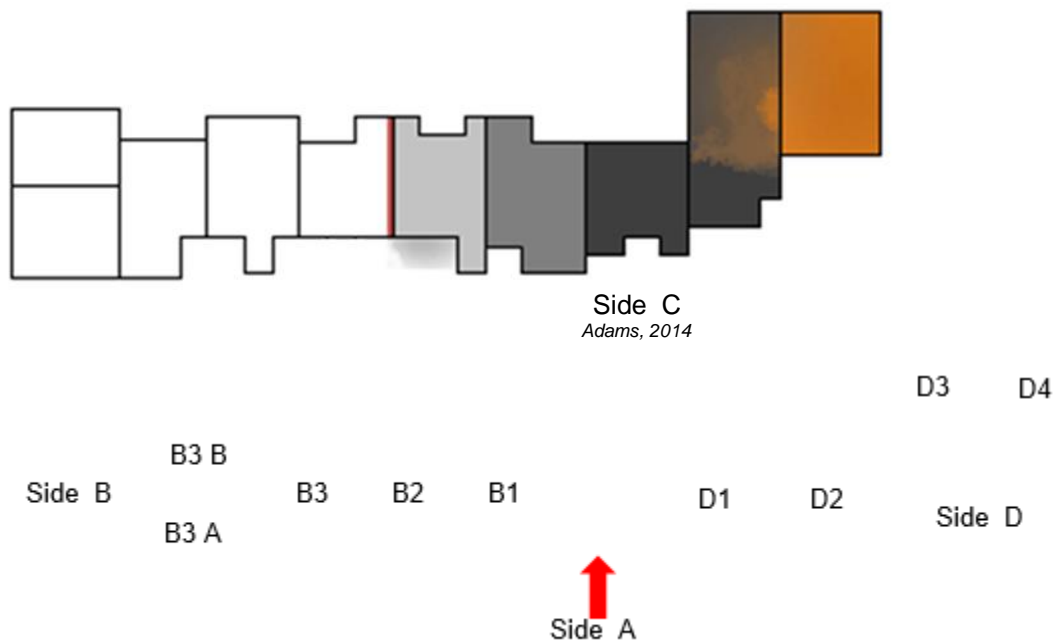 Side C
Adams, 2014
D3 D4
B3 B
Side B B3 B2 B1 D1 D2
Side D
B3 A
Side A